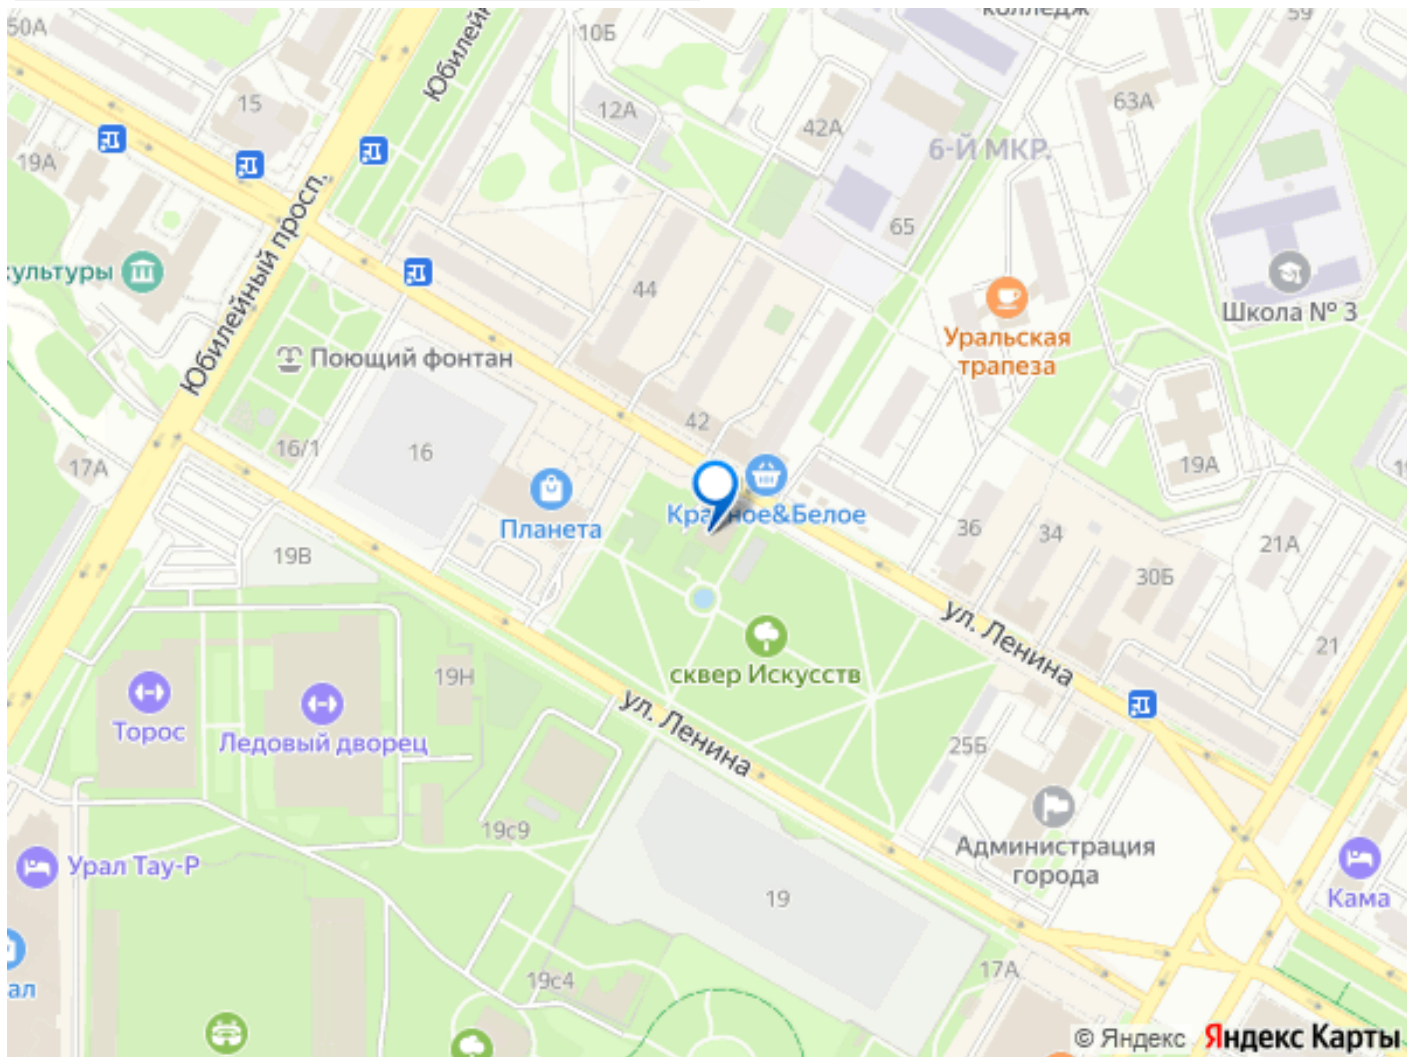 50А
колледж
59
10Б
Юбилейн
15
12А
42А
63А
6-Й МКР.
19А
Юбилейный просп.
65
культуры
44
Школа № 3
Уральская
трапеза
Поющий фонтан
42
16/1
16
17А
19А
Планета
Красное&Белое
36
34
21А
19В
30Б
ул. Ленина
21
сквер Искусств
19Н
Торос
Ледовый дворец
ул. Ленина
25Б
19с9
Администрация
города
Урал Тау-Р
19
Кама
17А
19с4
ал
© Яндекс Яндекс Карты